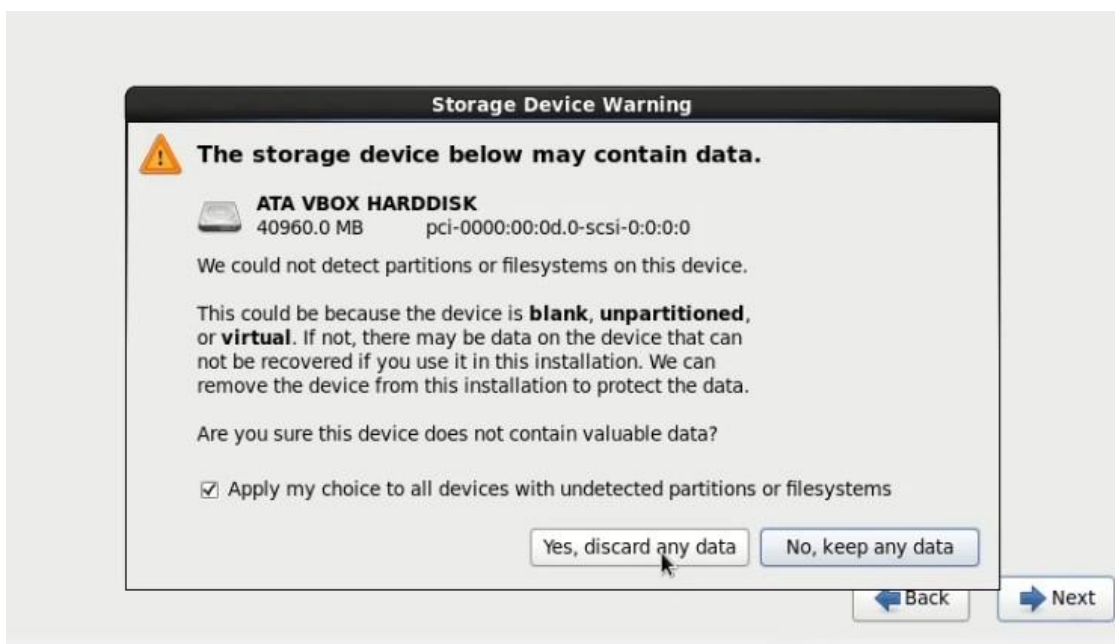 Storage Device Warning
The storage device below may contain data.
ATA VBOX HARDDISK
40960.0 MB pci-0000:00:0d.0-scsi-0:0:0:0
We could not detect partitions or filesystems on this device.
This could be because the device is blank, unpartitioned,
or virtual. If not, there may be data on the device that can
not be recovered if you use it in this installation. We can
remove the device from this installation to protect the data.
Are you sure this device does not contain valuable data?
Apply my choice to all devices with undetected partitions or filesystems
Yes, discard any data No, keep any data
Back Next